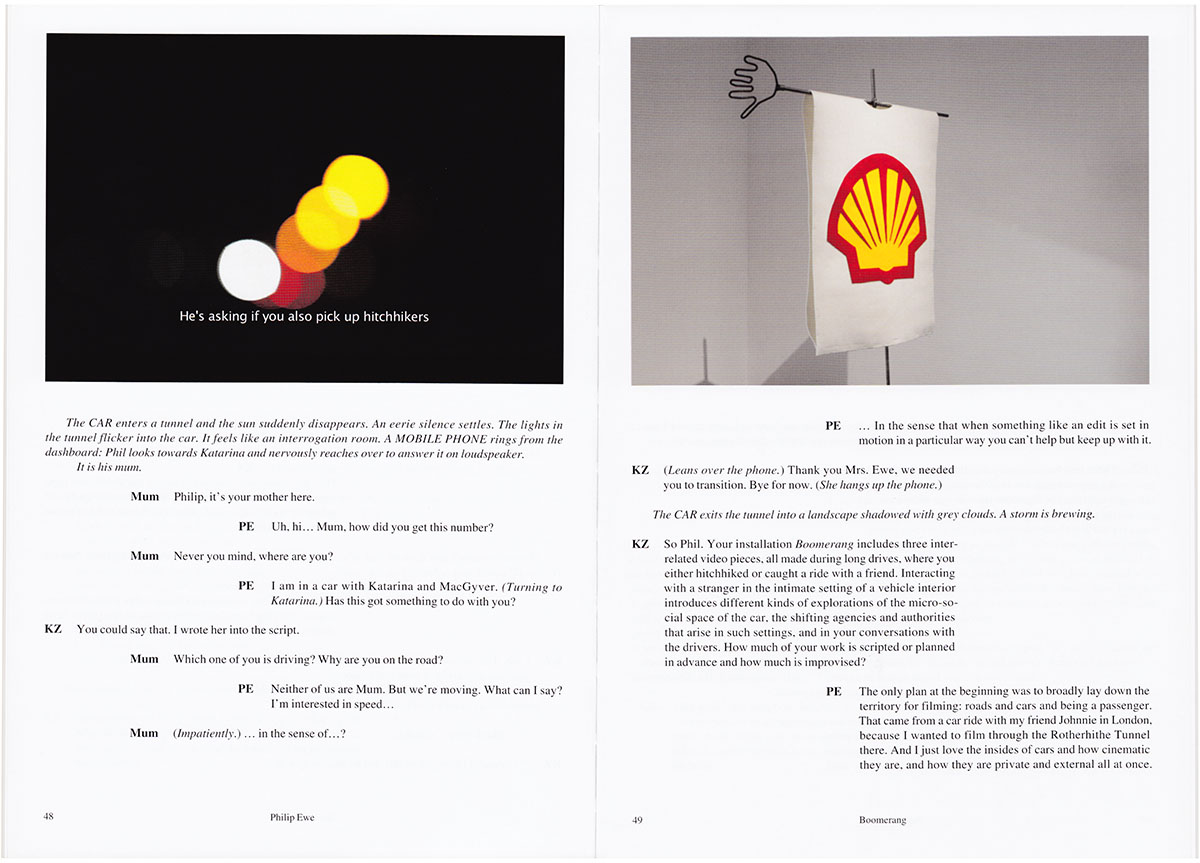 He's asking if you also pick up hitchhikers
The CAR enters a tunnel and the sun suddenly disappears. An eerie silence settles. The lights in
the tunnel flicker into the car. It feels like an interrogation room. A MOBILE PHONE rings from the
dashboard: Phil looks towards Katarina and nervously reaches over to answer it on loudspeaker.
It is his mum.
Mum Philip, it's your mother here.
PE Uh, hi… Mum, how did you get this number?
Mum Never you mind, where are you?
PE I am in a car with Katarina and MacGyver. (Turning to
Katarina.) Has this got something to do with you?
KZ You could say that. I wrote her into the script.
Mum Which one of you is driving? Why are you on the road?
PE Neither of us are Mum. But we're moving. What can I say?
I'm interested in speed…
Mum (Impatiently.) … in the sense of…?
48
Philip Ewe
PE … In the sense that when something like an edit is set in
motion in a particular way you can't help but keep up with it.
KZ (Leans over the phone.) Thank you Mrs. Ewe, we needed
you to transition. Bye for now. (She hangs up the phone.)
The CAR exits the tunnel into a landscape shadowed with grey clouds. A storm is brewing.
KZ So Phil. Your installation Boomerang includes three inter-
related video pieces, all made during long drives, where you
either hitchhiked or caught a ride with a friend. Interacting
with a stranger in the intimate setting of a vehicle interior
introduces different kinds of explorations of the micro-so-
cial space of the car, the shifting agencies and authorities
that arise in such settings, and in your conversations with
the drivers. How much of your work is scripted or planned
in advance and how much is improvised?
PE The only plan at the beginning was to broadly lay down the
territory for filming: roads and cars and being a passenger.
That came from a car ride with my friend Johnnie in London,
because I wanted to film through the Rotherhithe Tunnel
there. And I just love the insides of cars and how cinematic
they are, and how they are private and external all at once.
49
Boomerang